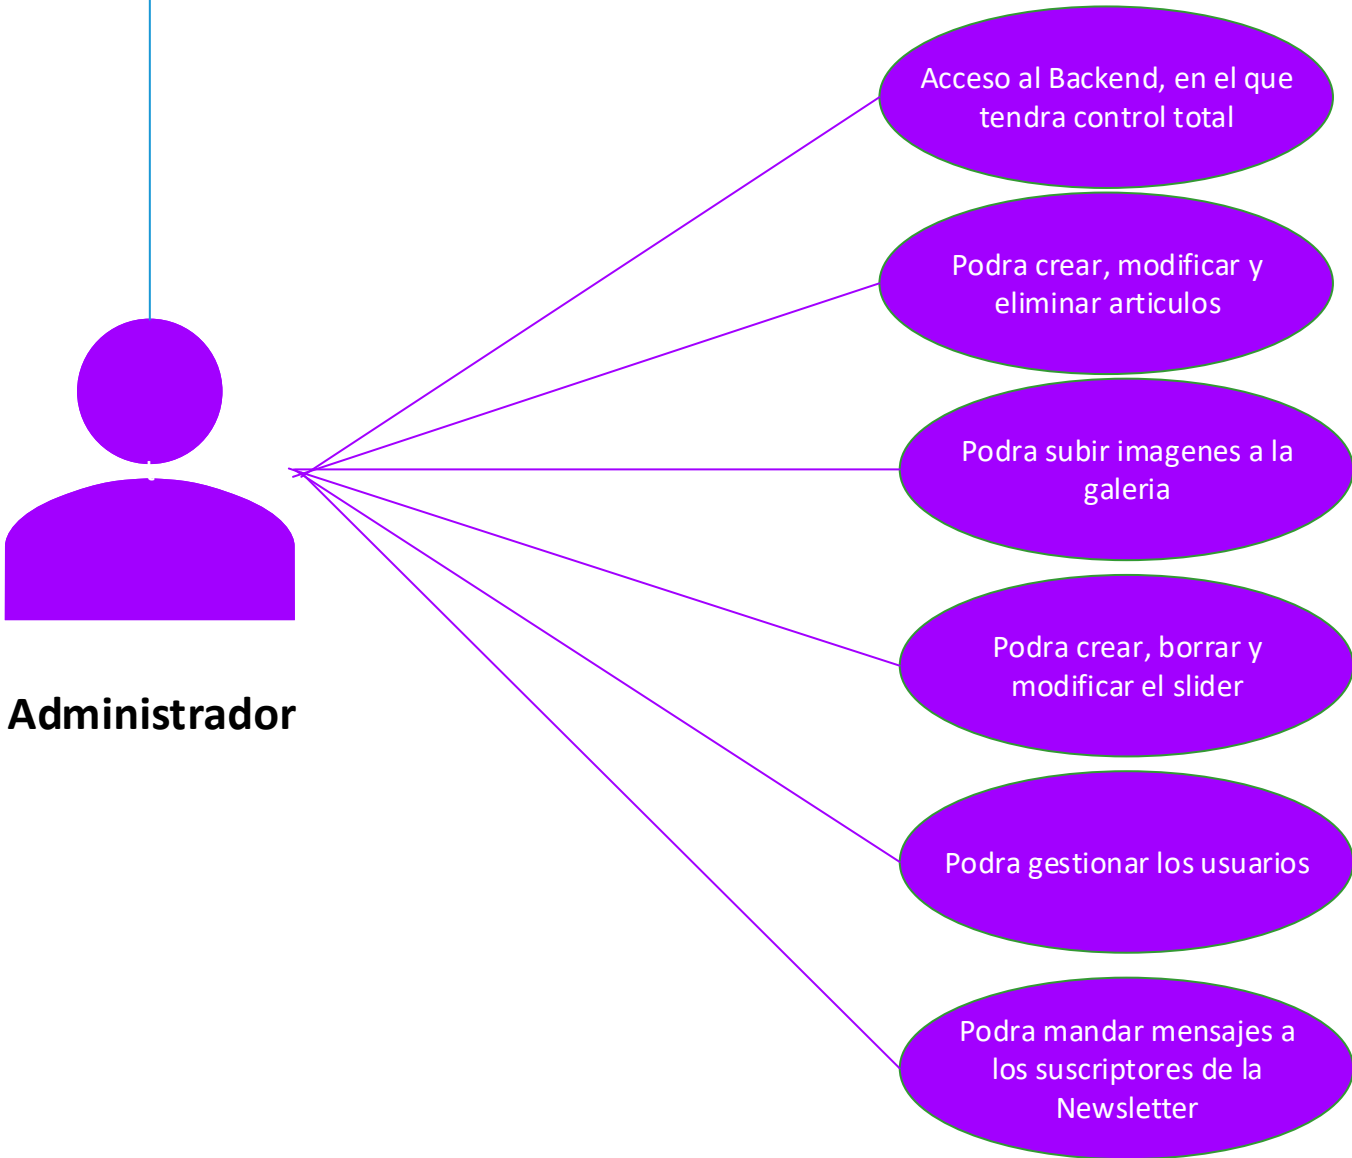 Acceso al Backend, en el que
tendra control total
Podra crear, modificar y
eliminar articulos
Podra subir imagenes a la
galeria
Podra crear, borrar y
modificar el slider
Administrador
Podra gestionar los usuarios
Podra mandar mensajes a
los suscriptores de la
Newsletter